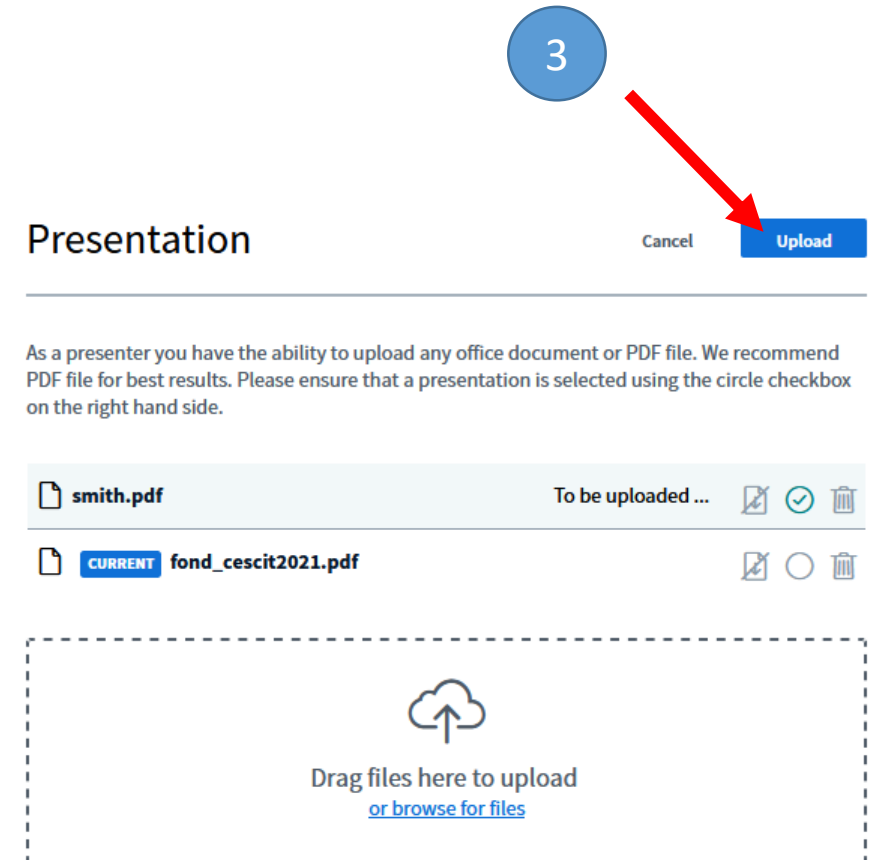 3
Presentation
Cancel
Upload
As a presenter you have the ability to upload any office document or PDF file. We recommend
PDF file for best results. Please ensure that a presentation is selected using the circle checkbox
on the right hand side.
smith.pdf To be uploaded ...
CURRENT fond_cescit2021.pdf
Drag files here to upload
or browse for files